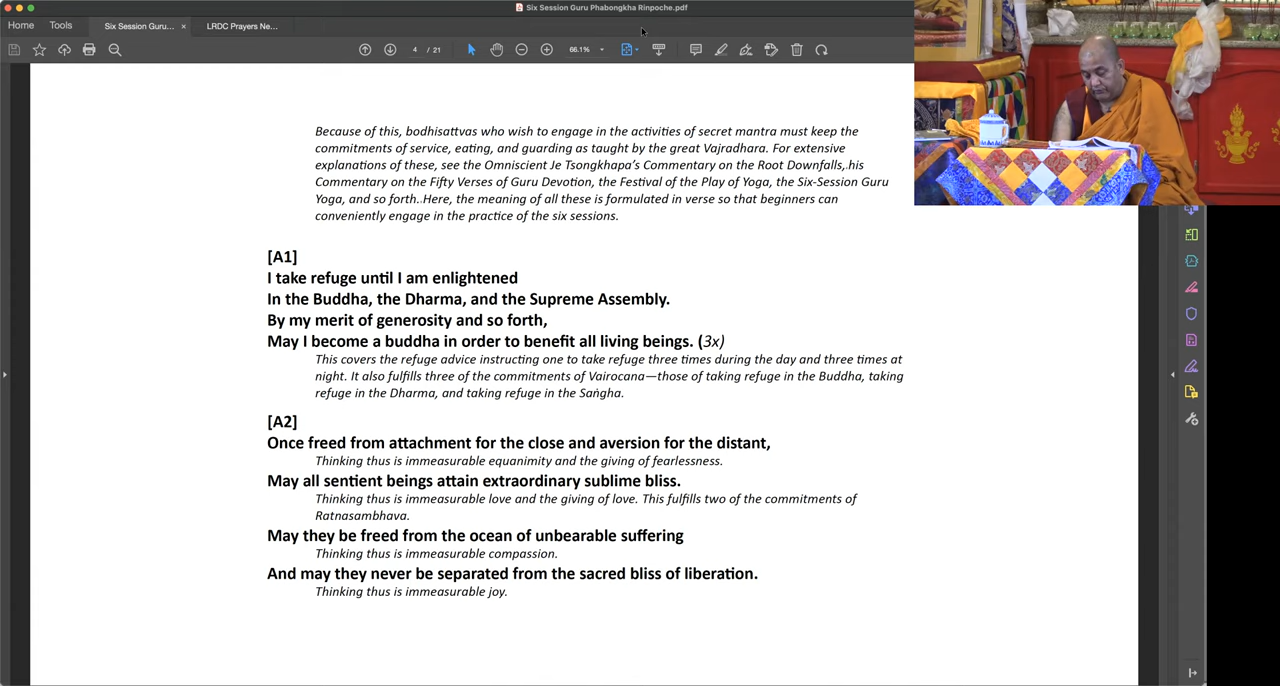 Six Session Guru Phabongkha Rinpoche.pdf
Home Tools Six Session Guru... × LRDC Prayers Ne...
4 / 21 66.1%
Because of this, bodhisattvas who wish to engage in the activities of secret mantra must keep the
commitments of service, eating, and guarding as taught by the great Vajradhara. For extensive
explanations of these, see the Omniscient Je Tsongkhapa's Commentary on the Root Downfalls,.his
Commentary on the Fifty Verses of Guru Devotion, the Festival of the Play of Yoga, the Six-Session Guru
Yoga, and so forth..Here, the meaning of all these is formulated in verse so that beginners can
conveniently engage in the practice of the six sessions.
[A1]
I take refuge until I am enlightened
In the Buddha, the Dharma, and the Supreme Assembly.
By my merit of generosity and so forth,
May I become a buddha in order to benefit all living beings. (3x)
This covers the refuge advice instructing one to take refuge three times during the day and three times at
night. It also fulfills three of the commitments of Vairocana—those of taking refuge in the Buddha, taking
refuge in the Dharma, and taking refuge in the Saṅgha.
[A2]
Once freed from attachment for the close and aversion for the distant,
Thinking thus is immeasurable equanimity and the giving of fearlessness.
May all sentient beings attain extraordinary sublime bliss.
Thinking thus is immeasurable love and the giving of love. This fulfills two of the commitments of
Ratnasambhava.
May they be freed from the ocean of unbearable suffering
Thinking thus is immeasurable compassion.
And may they never be separated from the sacred bliss of liberation.
Thinking thus is immeasurable joy.